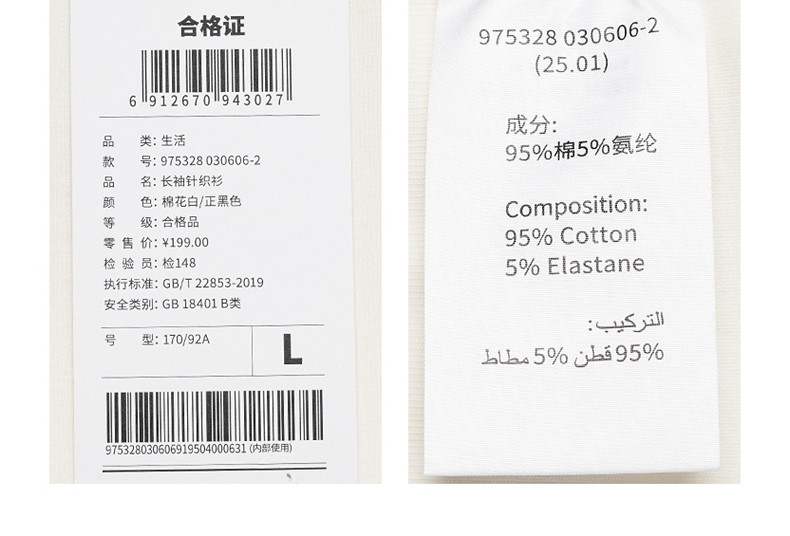 合格证
6 912670 943027
品 类: 生活
款 号: 975328 030606-2
品 名: 长袖针织衫
颜 色: 棉花白/正黑色
等 级: 合格品
零 售 价: ¥199.00
检 验 员: 检148
执行标准: GB/T 22853-2019
安全类别: GB 18401 B类
号 型: 170/92A
L
975328030606919504000631 (内部使用)
975328 030606-2
(25.01)
成分:
95%棉5%氨纶
Composition:
95% Cotton
5% Elastane
التركيب:
95% قطن 5% مطاط